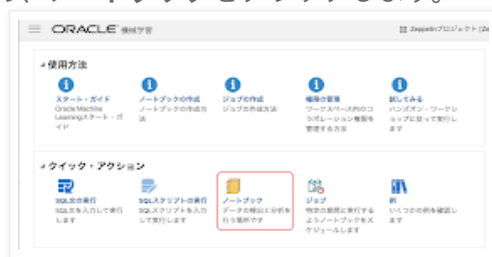 ORACLE 機械学習
Zeppelinプロジェクト (Ze
使用方法
スタート・ガイド
Oracle Machine
Learningスタート・ガ
イド
ノートブックの作成
ノートブックの作成方
法
ジョブの作成
ジョブの作成方法
権限の管理
ワークスペース内のコ
ラボレーション権限を
管理する方法
試してみる
ハンズオン・ワークシ
ョップに従って実行し
ます
クイック・アクション
SQL文の実行
SQL文を入力して実行
します
SQLスクリプトの実行
SQLスクリプトを入力
して実行します
ノートブック
データの検出と分析を
行う場所です
ジョブ
特定の期間に実行する
ようノートブックをス
ケジュールします
例
いくつかの例を確認し
ます